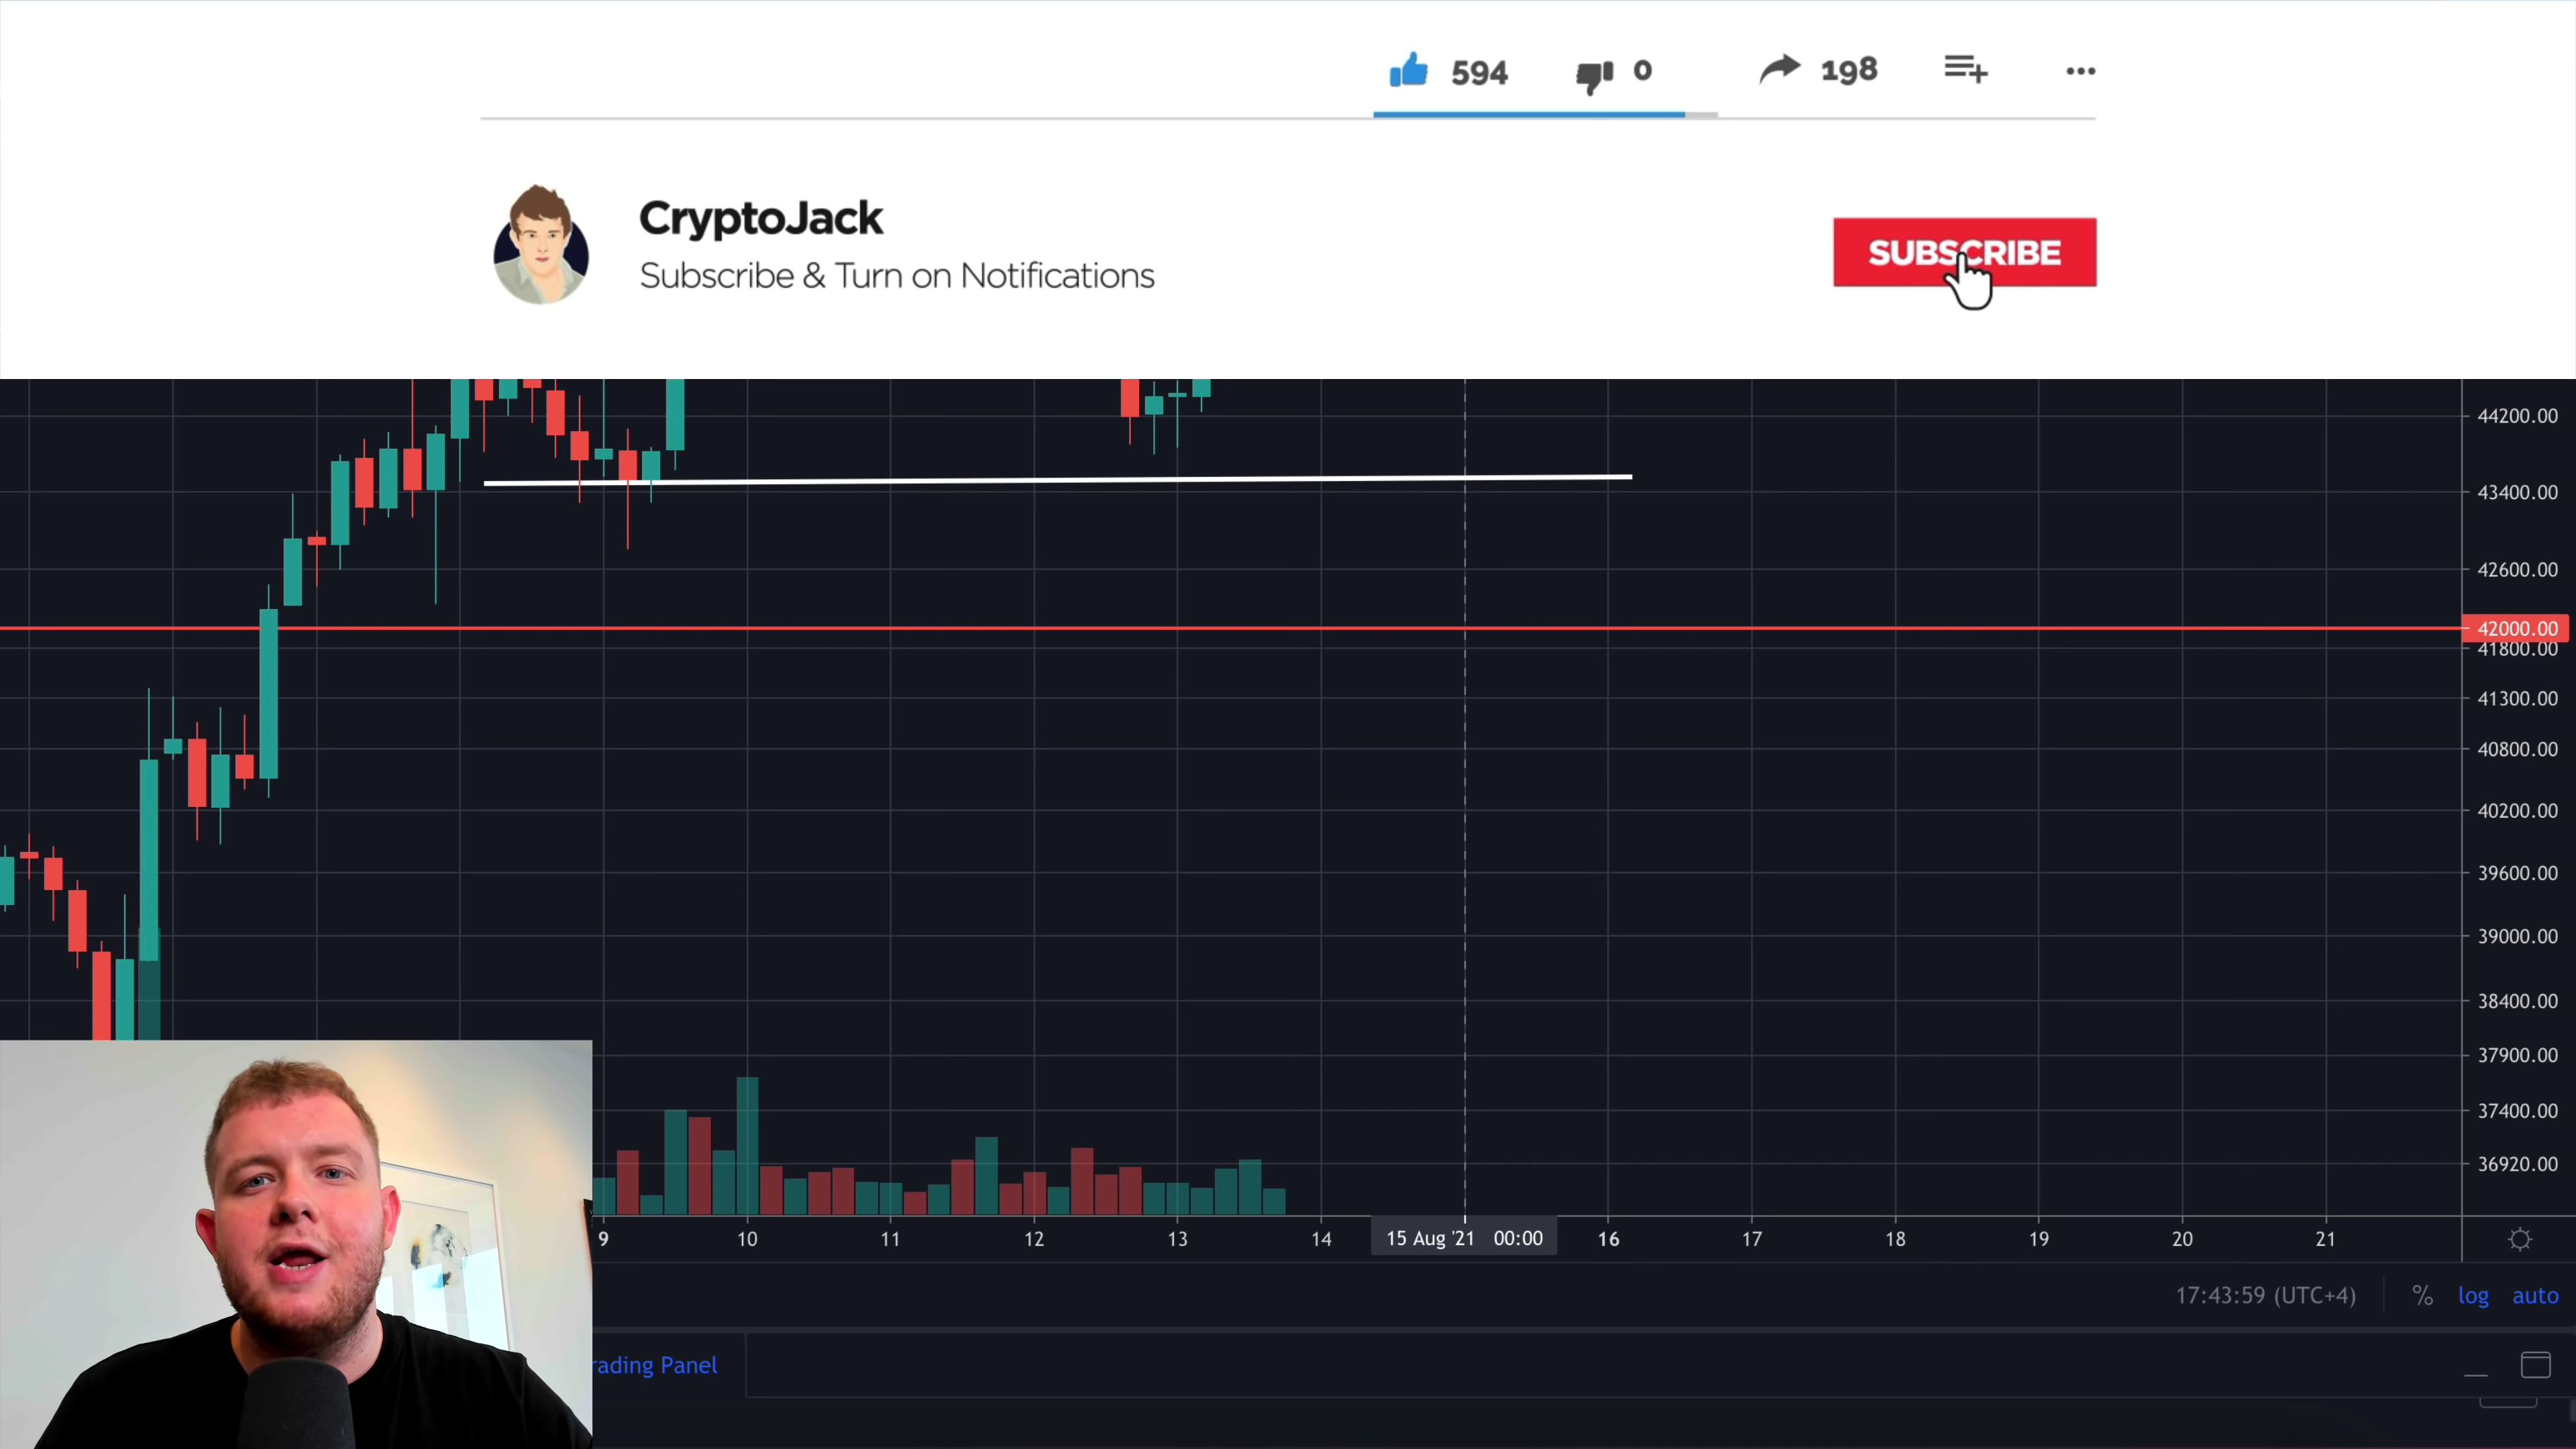 594 0 198
CryptoJack
Subscribe & Turn on Notifications
SUBSCRIBE
44200.00
43400.00
42600.00
42000.00
41800.00
41300.00
40800.00
40200.00
39600.00
39000.00
38400.00
37900.00
37400.00
36920.00
9 10 11 12 13 14 15 Aug '21 00:00 16 17 18 19 20 21
17:43:59 (UTC+4) % log auto
rading Panel